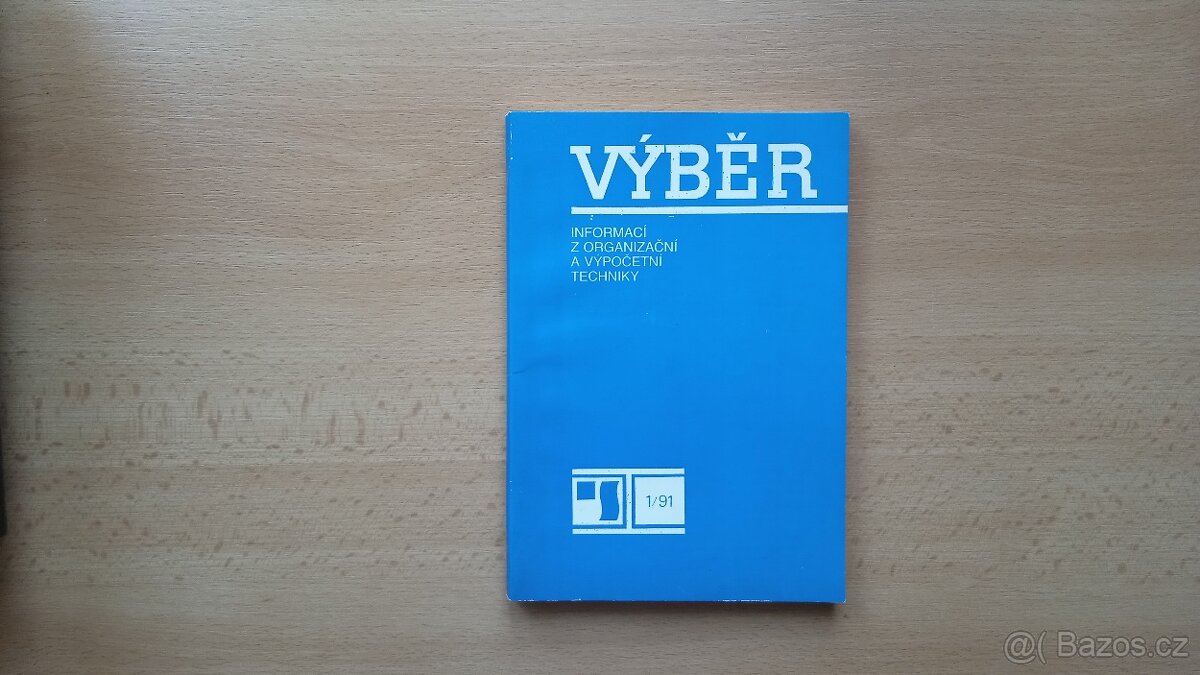 VÝBĚR
INFORMACÍ
Z ORGANIZAČNÍ
A VÝPOČETNÍ
TECHNIKY
1/91
@( Bazos.cz